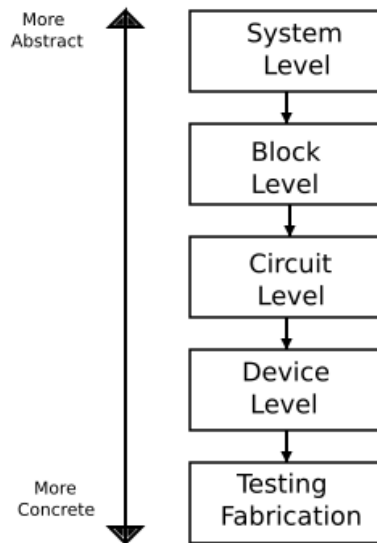 More
Abstract
System
Level
Block
Level
Circuit
Level
Device
Level
More
Concrete
Testing
Fabrication